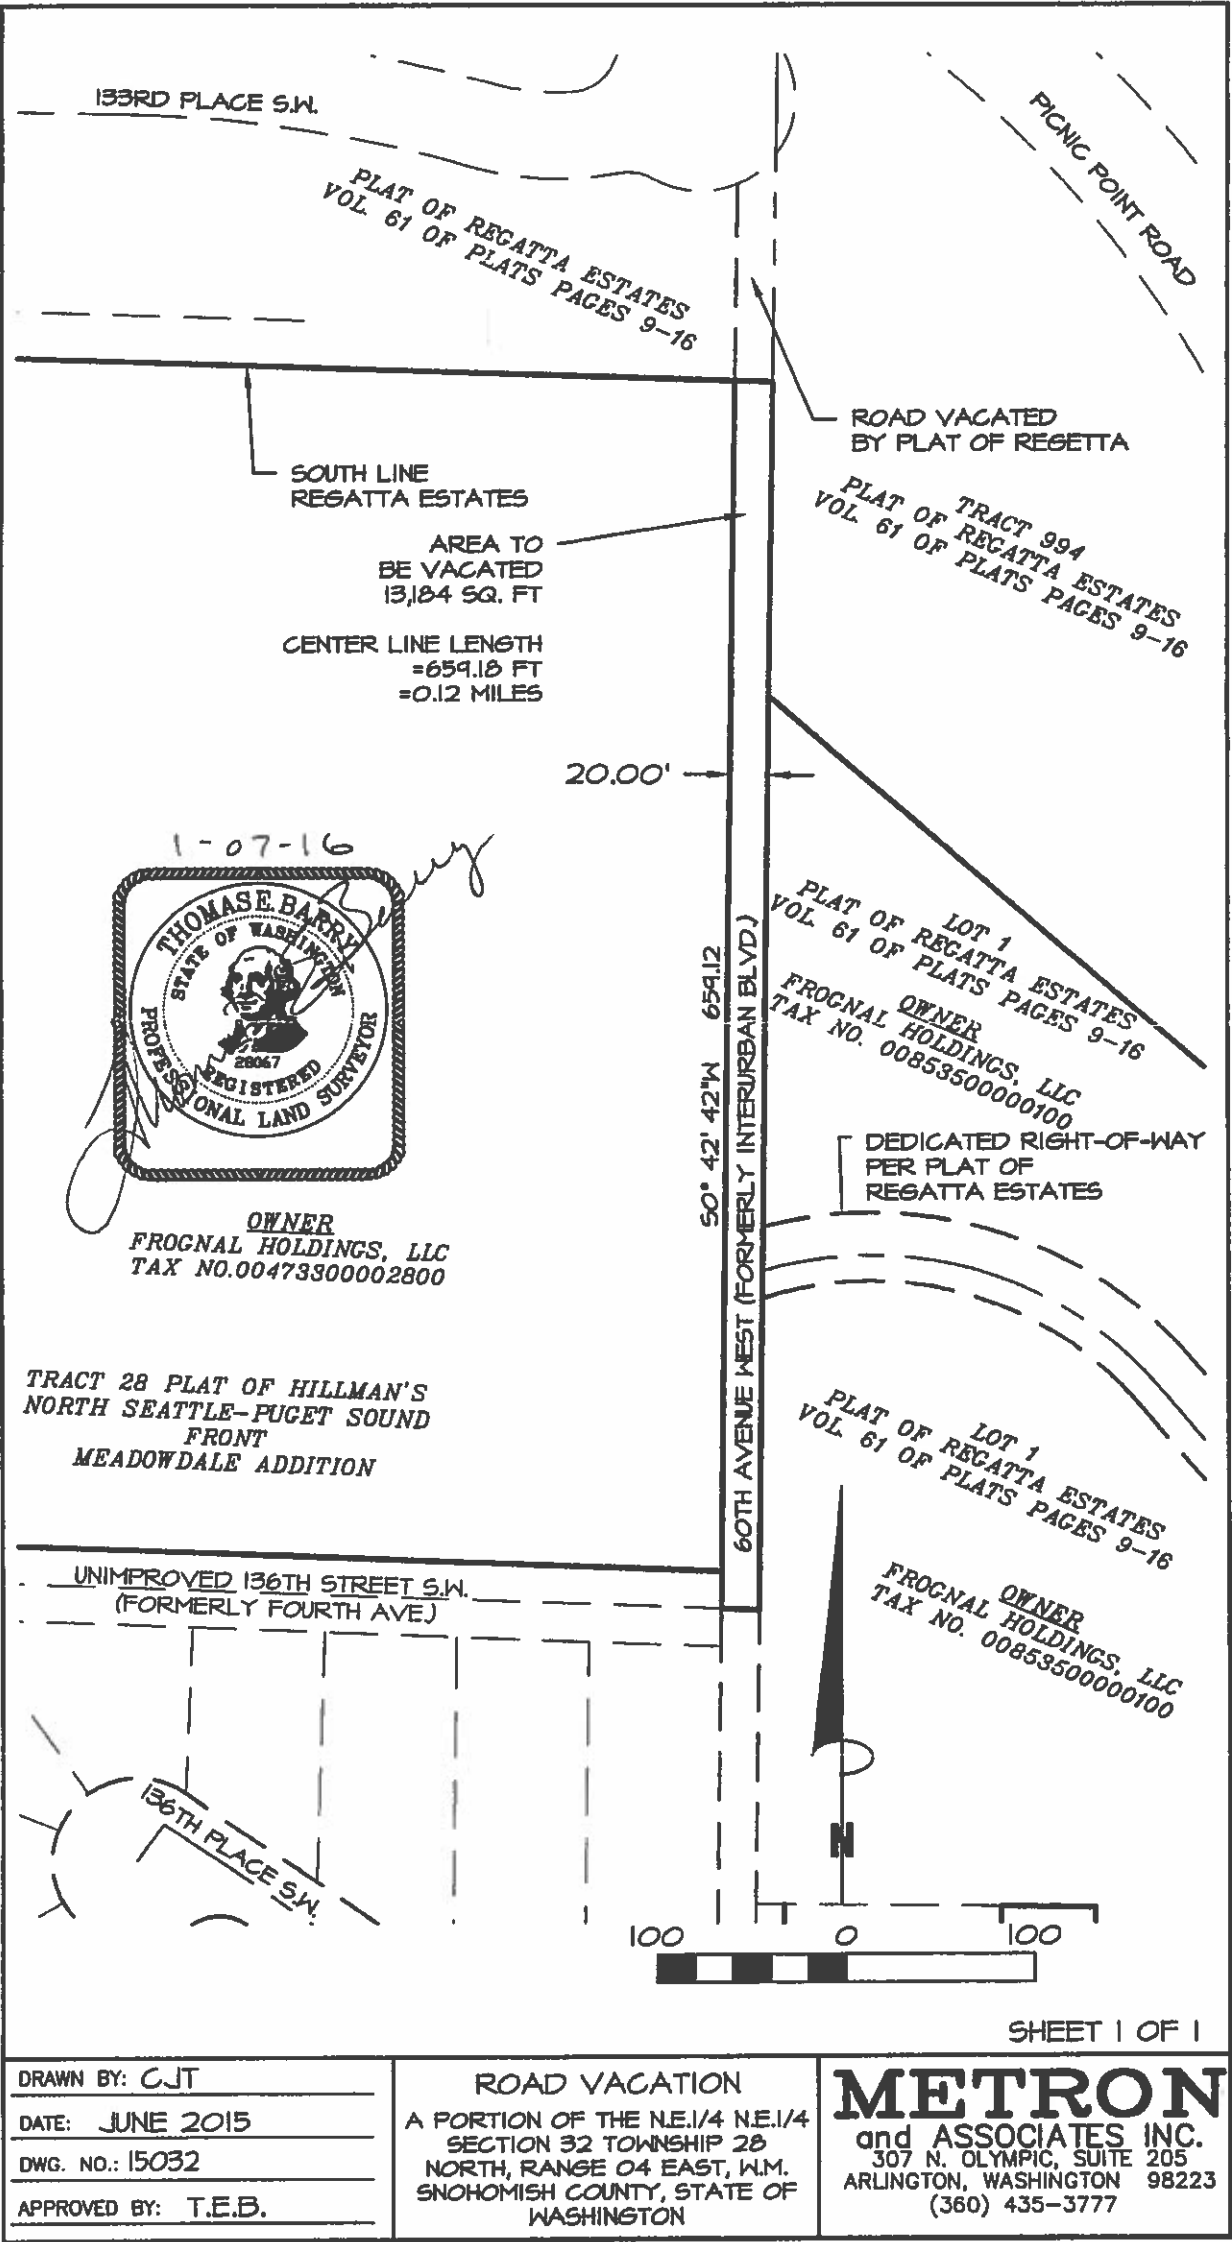 133RD PLACE S.W.
PICNIC POINT ROAD
PLAT OF REGATTA ESTATES
VOL. 61 OF PLATS PAGES 9-16
ROAD VACATED
BY PLAT OF REGETTA
SOUTH LINE
REGATTA ESTATES
AREA TO
BE VACATED
13,184 SQ. FT
CENTER LINE LENGTH
=659.18 FT
=0.12 MILES
TRACT 994
PLAT OF REGATTA ESTATES
VOL. 61 OF PLATS PAGES 9-16
20.00'
1-07-16
THOMAS E. BARRY
STATE OF WASHINGTON
28067
REGISTERED
PROFESSIONAL LAND SURVEYOR
S0° 42' 42"W 659.12
60TH AVENUE WEST (FORMERLY INTERURBAN BLVD.)
LOT 1
PLAT OF REGATTA ESTATES
VOL. 61 OF PLATS PAGES 9-16
OWNER
FROGNAL HOLDINGS, LLC
TAX NO. 00853500000100
DEDICATED RIGHT-OF-WAY
PER PLAT OF
REGATTA ESTATES
OWNER
FROGNAL HOLDINGS, LLC
TAX NO.00473300002800
TRACT 28 PLAT OF HILLMAN'S
NORTH SEATTLE-PUGET SOUND
FRONT
MEADOWDALE ADDITION
LOT 1
PLAT OF REGATTA ESTATES
VOL. 61 OF PLATS PAGES 9-16
OWNER
FROGNAL HOLDINGS, LLC
TAX NO. 00853500000100
UNIMPROVED 136TH STREET S.W.
(FORMERLY FOURTH AVE.)
136TH PLACE S.W.
N
100 0 100
SHEET 1 OF 1
DRAWN BY: CJT
DATE: JUNE 2015
DWG. NO.: 15032
APPROVED BY: T.E.B.
ROAD VACATION
A PORTION OF THE N.E.1/4 N.E.1/4
SECTION 32 TOWNSHIP 28
NORTH, RANGE 04 EAST, W.M.
SNOHOMISH COUNTY, STATE OF
WASHINGTON
METRON
and ASSOCIATES INC.
307 N. OLYMPIC, SUITE 205
ARLINGTON, WASHINGTON 98223
(360) 435-3777